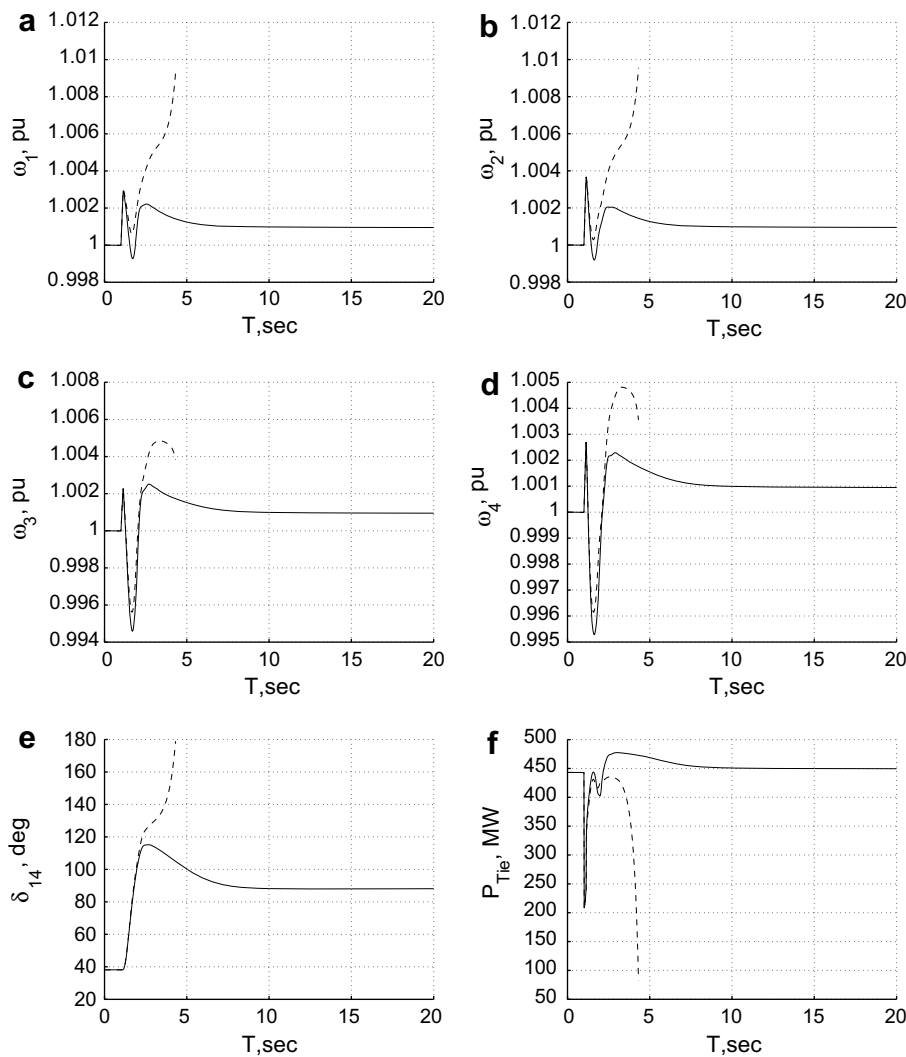 a
1.012
1.01
1.008
1.006
1.004
1.002
1
0.998
ω1, pu
0 5 10 15 20
T,sec
b
1.012
1.01
1.008
1.006
1.004
1.002
1
0.998
ω2, pu
0 5 10 15 20
T,sec
c
1.008
1.006
1.004
1.002
1
0.998
0.996
0.994
ω3, pu
0 5 10 15 20
T,sec
d
1.005
1.004
1.003
1.002
1.001
1
0.999
0.998
0.997
0.996
0.995
ω4, pu
0 5 10 15 20
T,sec
e
180
160
140
120
100
80
60
40
20
δ14, deg
0 5 10 15 20
T,sec
f
500
450
400
350
300
250
200
150
100
50
PTie, MW
0 5 10 15 20
T,sec